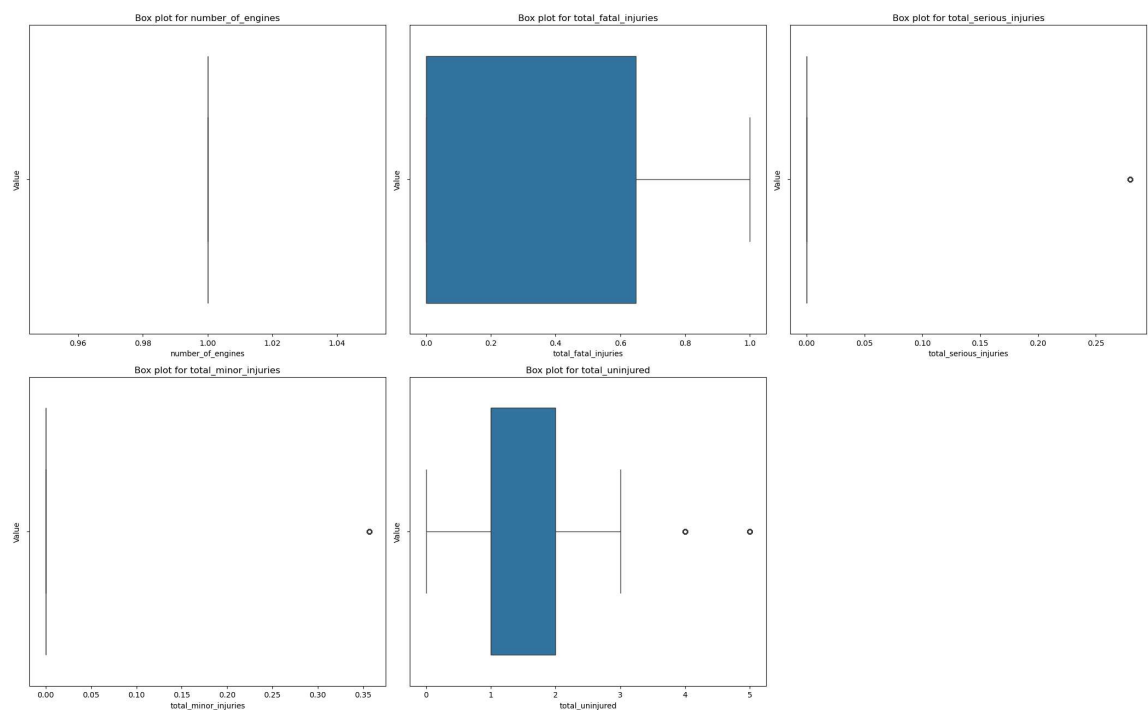 Box plot for number_of_engines
Value
0.96 0.98 1.00 1.02 1.04
number_of_engines
Box plot for total_fatal_injuries
Value
0.0 0.2 0.4 0.6 0.8 1.0
total_fatal_injuries
Box plot for total_serious_injuries
Value
0.00 0.05 0.10 0.15 0.20 0.25
total_serious_injuries
Box plot for total_minor_injuries
Value
0.00 0.05 0.10 0.15 0.20 0.25 0.30 0.35
total_minor_injuries
Box plot for total_uninjured
Value
0 1 2 3 4 5
total_uninjured